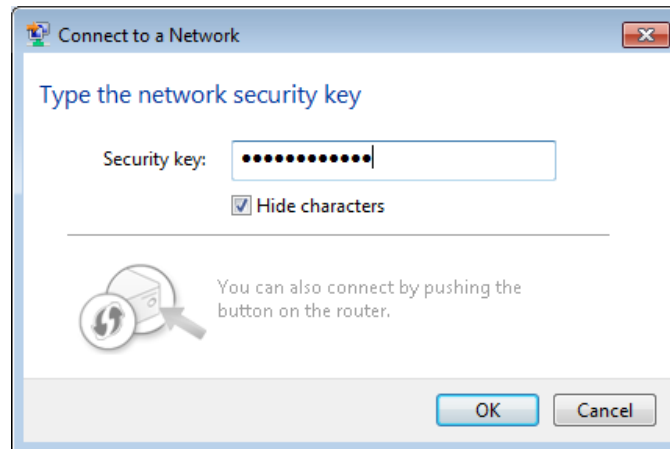 Connect to a Network
Type the network security key
Security key: ••••••••••••
Hide characters
You can also connect by pushing the
button on the router.
OK Cancel